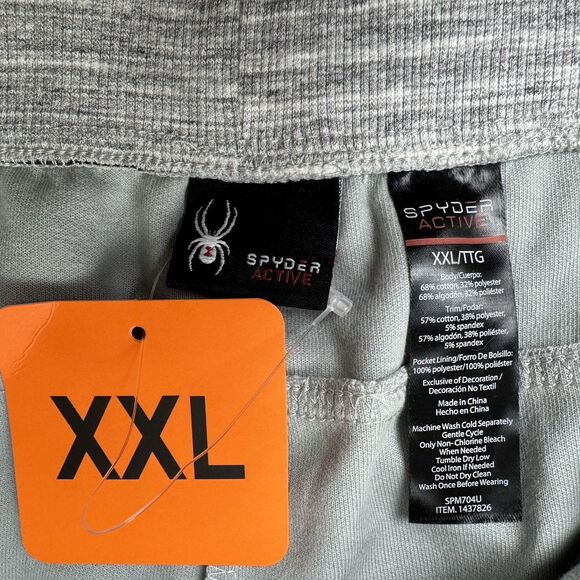 SPYDER
ACTIVE
SPYDER
ACTIVE
XXL/TTG
Body/Cuerpo:
68% cotton, 32% polyester
68% algodón, 32% poliéster
Trim/Podar:
57% cotton, 38% polyester,
5% spandex
57% algodón, 38% poliéster,
5% spandex
Pocket Lining/Forro De Bolsillo:
100% polyester/100% poliéster
Exclusive of Decoration/
Decoración No Textil
Made in China
Hecho en China
Machine Wash Cold Separately
Gentle Cycle
Only Non-Chlorine Bleach
When Needed
Tumble Dry Low
Cool Iron if Needed
Do Not Dry Clean
Wash Once Before Wearing
SPM704U
ITEM. 1437826
XXL